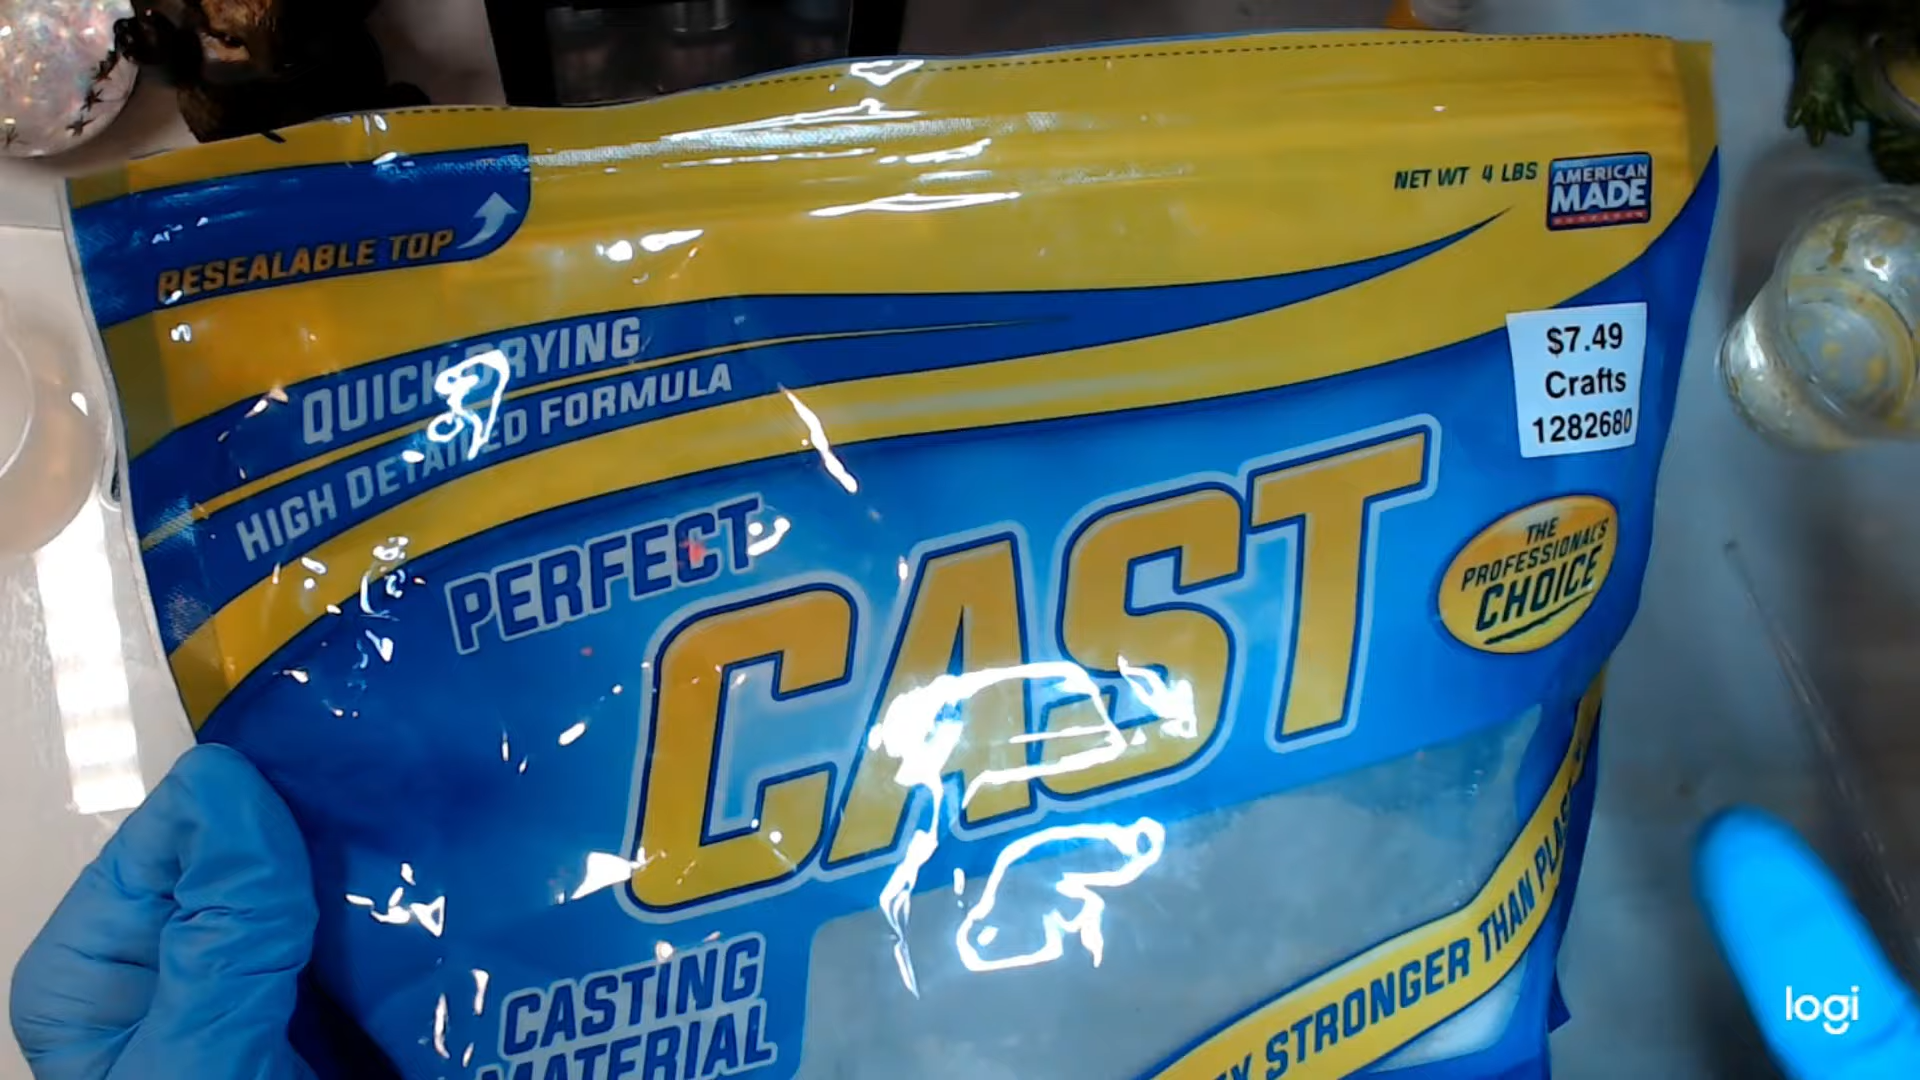 NET WT 4 LBS
AMERICAN
MADE
RESEALABLE TOP
QUICK DRYING
HIGH DETAILED FORMULA
$7.49
Crafts
1282680
PERFECT
CAST
THE
PROFESSIONAL'S
CHOICE
CASTING
MATERIAL
STRONGER THAN
logi